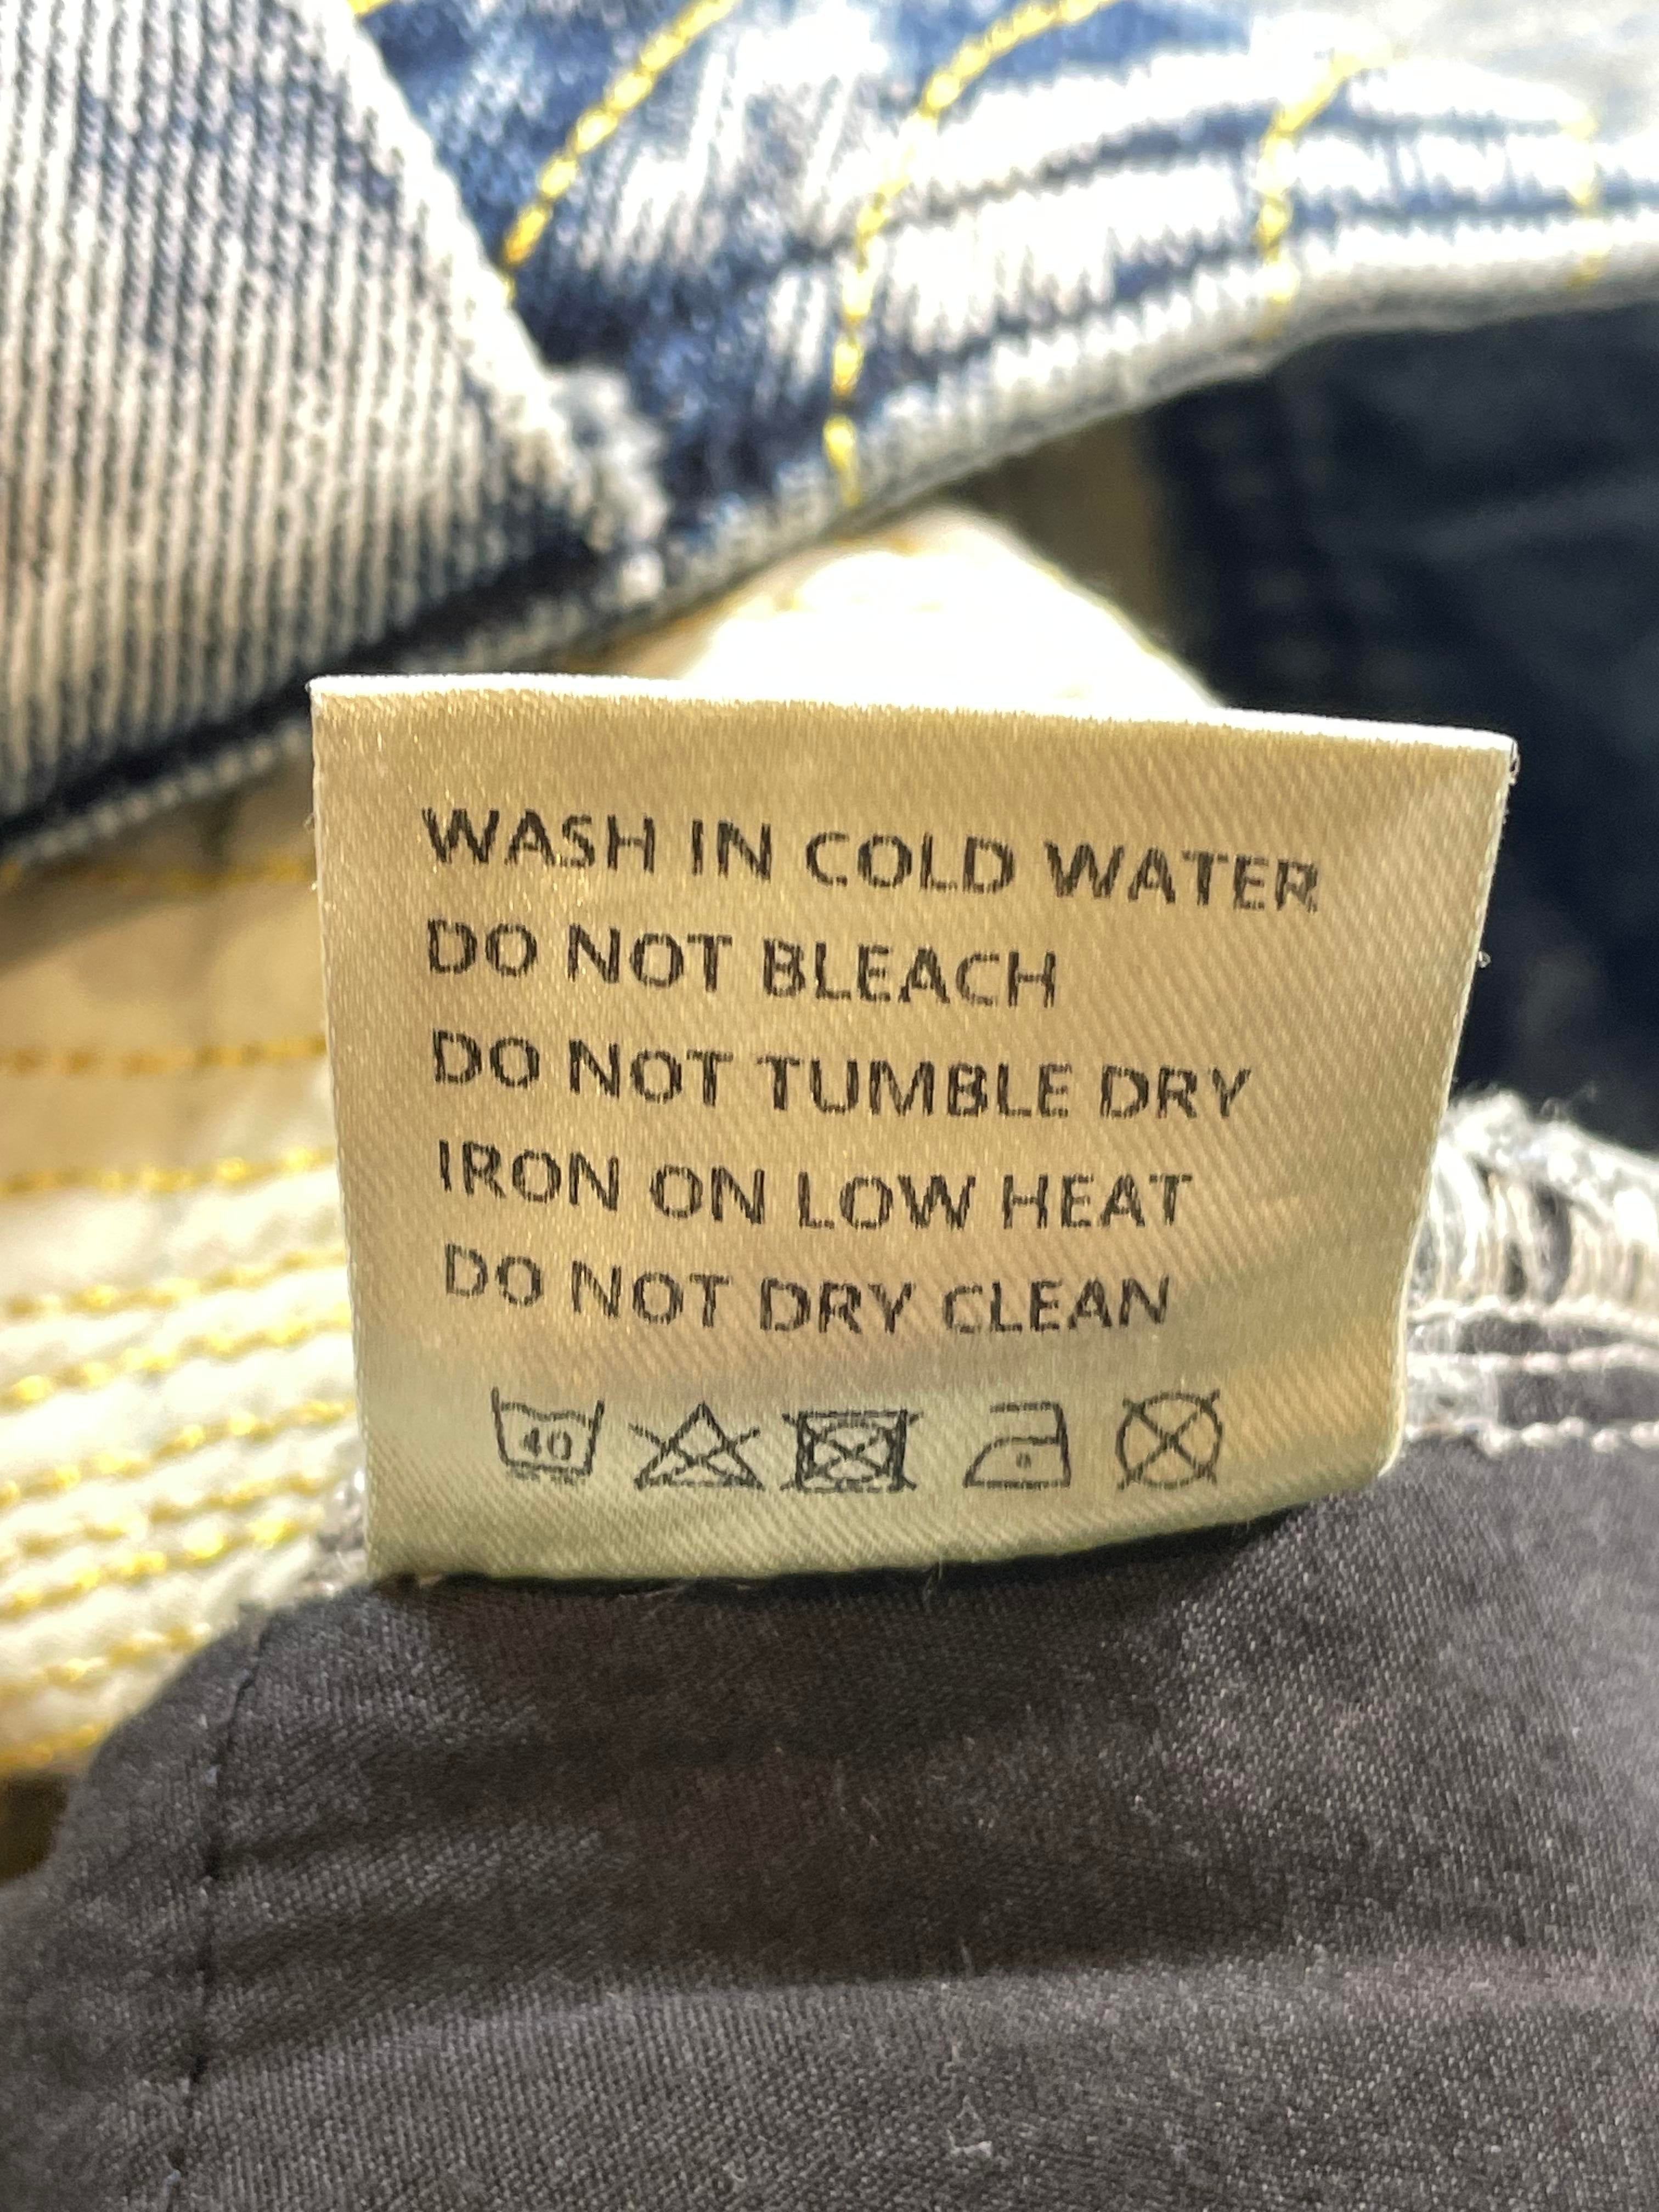 WASH IN COLD WATER
DO NOT BLEACH
DO NOT TUMBLE DRY
IRON ON LOW HEAT
DO NOT DRY CLEAN
40